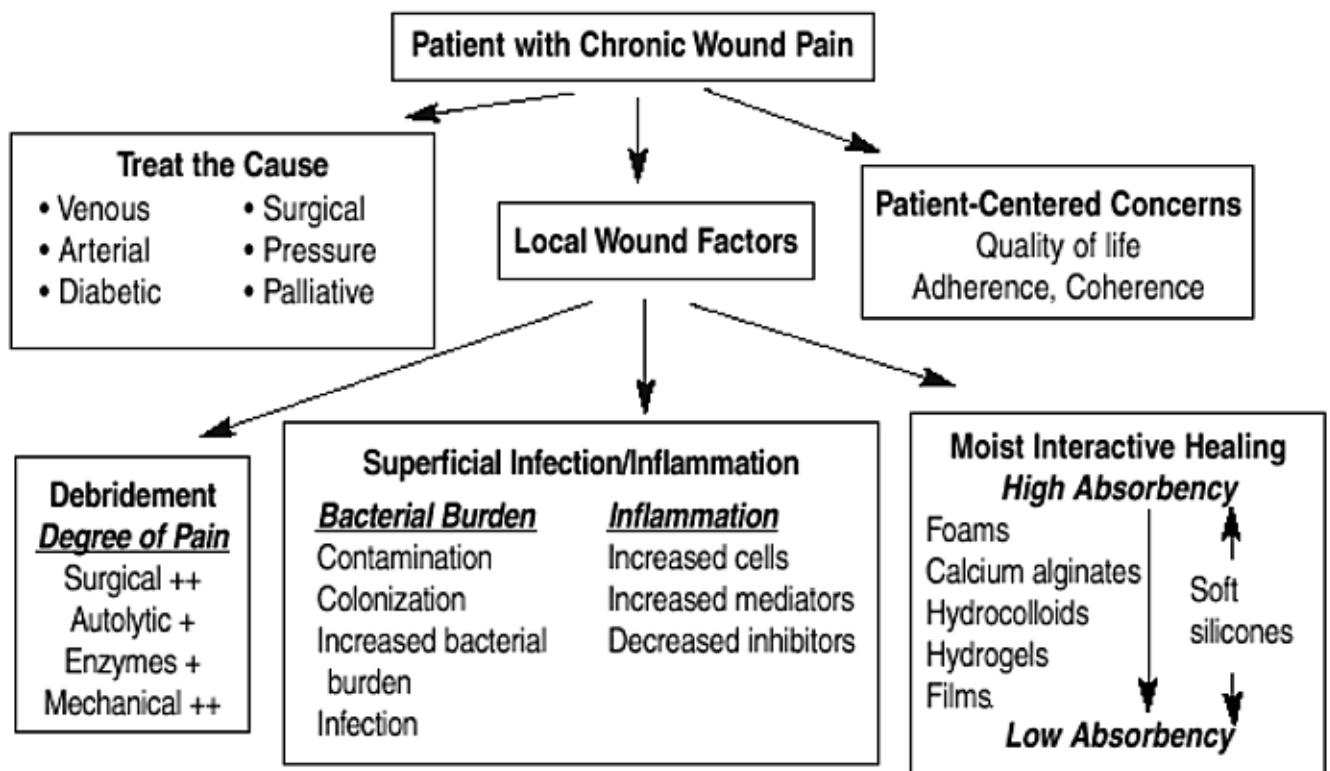 Patient with Chronic Wound Pain
Treat the Cause
• Venous
• Arterial
• Diabetic
• Surgical
• Pressure
• Palliative
Local Wound Factors
Patient-Centered Concerns
Quality of life
Adherence, Coherence
Debridement
Degree of Pain
Surgical ++
Autolytic +
Enzymes +
Mechanical ++
Superficial Infection/Inflammation
Bacterial Burden
Contamination
Colonization
Increased bacterial
burden
Infection
Inflammation
Increased cells
Increased mediators
Decreased inhibitors
Moist Interactive Healing
High Absorbency
Foams
Calcium alginates
Hydrocolloids
Hydrogels
Films
Soft
silicones
Low Absorbency